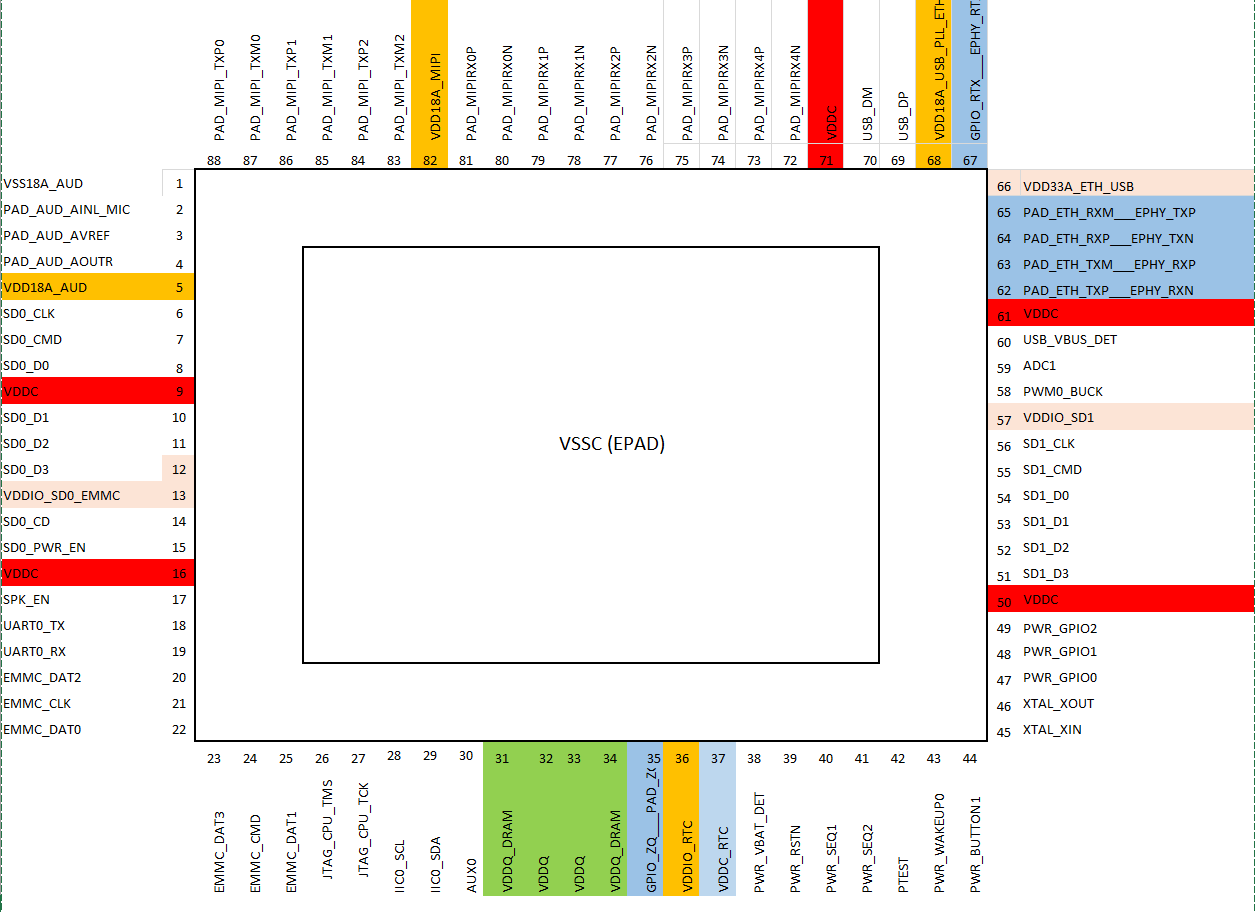 PAD_MIPI_TXP0
PAD_MIPI_TXM0
PAD_MIPI_TXP1
PAD_MIPI_TXM1
PAD_MIPI_TXP2
PAD_MIPI_TXM2
VDD18A_MIPI
PAD_MIPIRX0P
PAD_MIPIRX0N
PAD_MIPIRX1P
PAD_MIPIRX1N
PAD_MIPIRX2P
PAD_MIPIRX2N
PAD_MIPIRX3P
PAD_MIPIRX3N
PAD_MIPIRX4P
PAD_MIPIRX4N
VDDC
USB_DM
USB_DP
VDD18A_USB_PLL_ETH
GPIO_RTX___EPHY_RT
88 87 86 85 84 83 82 81 80 79 78 77 76 75 74 73 72 71 70 69 68 67
VSS18A_AUD 1
PAD_AUD_AINL_MIC 2
PAD_AUD_AVREF 3
PAD_AUD_AOUTR 4
VDD18A_AUD 5
SD0_CLK 6
SD0_CMD 7
SD0_D0 8
VDDC 9
SD0_D1 10
SD0_D2 11
SD0_D3 12
VDDIO_SD0_EMMC 13
SD0_CD 14
SD0_PWR_EN 15
VDDC 16
SPK_EN 17
UART0_TX 18
UART0_RX 19
EMMC_DAT2 20
EMMC_CLK 21
EMMC_DAT0 22
VSSC (EPAD)
66 VDD33A_ETH_USB
65 PAD_ETH_RXM___EPHY_TXP
64 PAD_ETH_RXP___EPHY_TXN
63 PAD_ETH_TXM___EPHY_RXP
62 PAD_ETH_TXP___EPHY_RXN
61 VDDC
60 USB_VBUS_DET
59 ADC1
58 PWM0_BUCK
57 VDDIO_SD1
56 SD1_CLK
55 SD1_CMD
54 SD1_D0
53 SD1_D1
52 SD1_D2
51 SD1_D3
50 VDDC
49 PWR_GPIO2
48 PWR_GPIO1
47 PWR_GPIO0
46 XTAL_XOUT
45 XTAL_XIN
23 24 25 26 27 28 29 30 31 32 33 34 35 36 37 38 39 40 41 42 43 44
EMMC_DAT3
EMMC_CMD
EMMC_DAT1
JTAG_CPU_TMS
JTAG_CPU_TCK
IIC0_SCL
IIC0_SDA
AUX0
VDDQ_DRAM
VDDQ
VDDQ
VDDQ_DRAM
GPIO_ZQ___PAD_ZQ
VDDIO_RTC
VDDC_RTC
PWR_VBAT_DET
PWR_RSTN
PWR_SEQ1
PWR_SEQ2
PTEST
PWR_WAKEUP0
PWR_BUTTON1